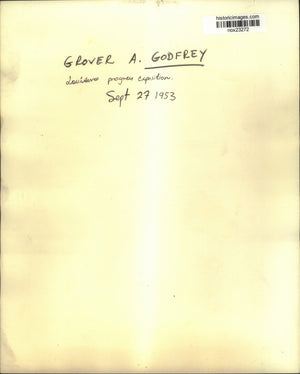 historicimages.com
nox23272
GROVER A. GODFREY
Louisiana progress exposition.
Sept 27 1953